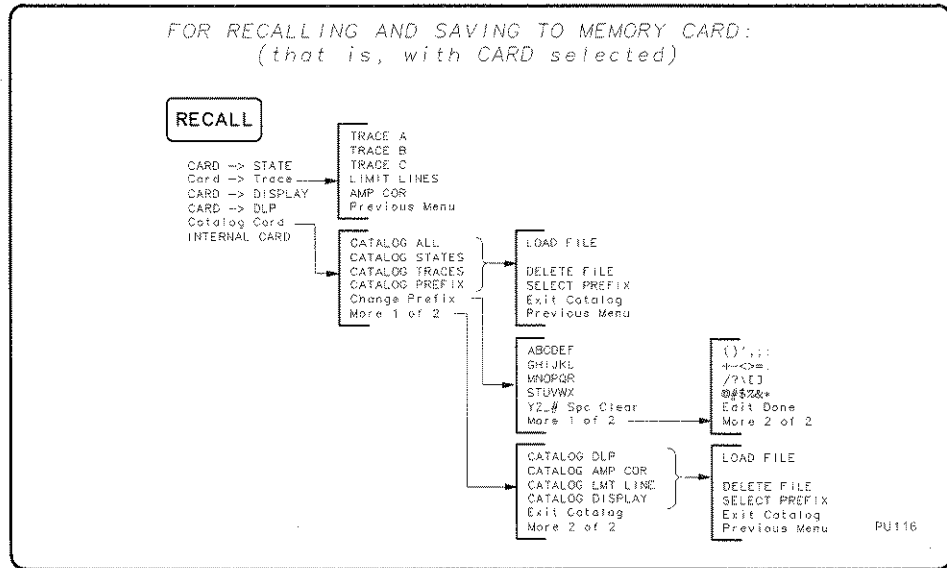 FOR RECALLING AND SAVING TO MEMORY CARD:
(that is, with CARD selected)
RECALL
CARD -> STATE
Card -> Trace
CARD -> DISPLAY
CARD -> DLP
Catalog Card
INTERNAL CARD
TRACE A
TRACE B
TRACE C
LIMIT LINES
AMP COR
Previous Menu
CATALOG ALL
CATALOG STATES
CATALOG TRACES
CATALOG PREFIX
Change Prefix
More 1 of 2
LOAD FILE
DELETE FILE
SELECT PREFIX
Exit Catalog
Previous Menu
ABCDEF
GHIJKL
MNOPQR
STUVWX
YZ_# Spc Clear
More 1 of 2
()',;:
+-<>=.
/?\[]
@#$%&*
Edit Done
More 2 of 2
CATALOG DLP
CATALOG AMP COR
CATALOG LMT LINE
CATALOG DISPLAY
Exit Catalog
More 2 of 2
LOAD FILE
DELETE FILE
SELECT PREFIX
Exit Catalog
Previous Menu
PU116